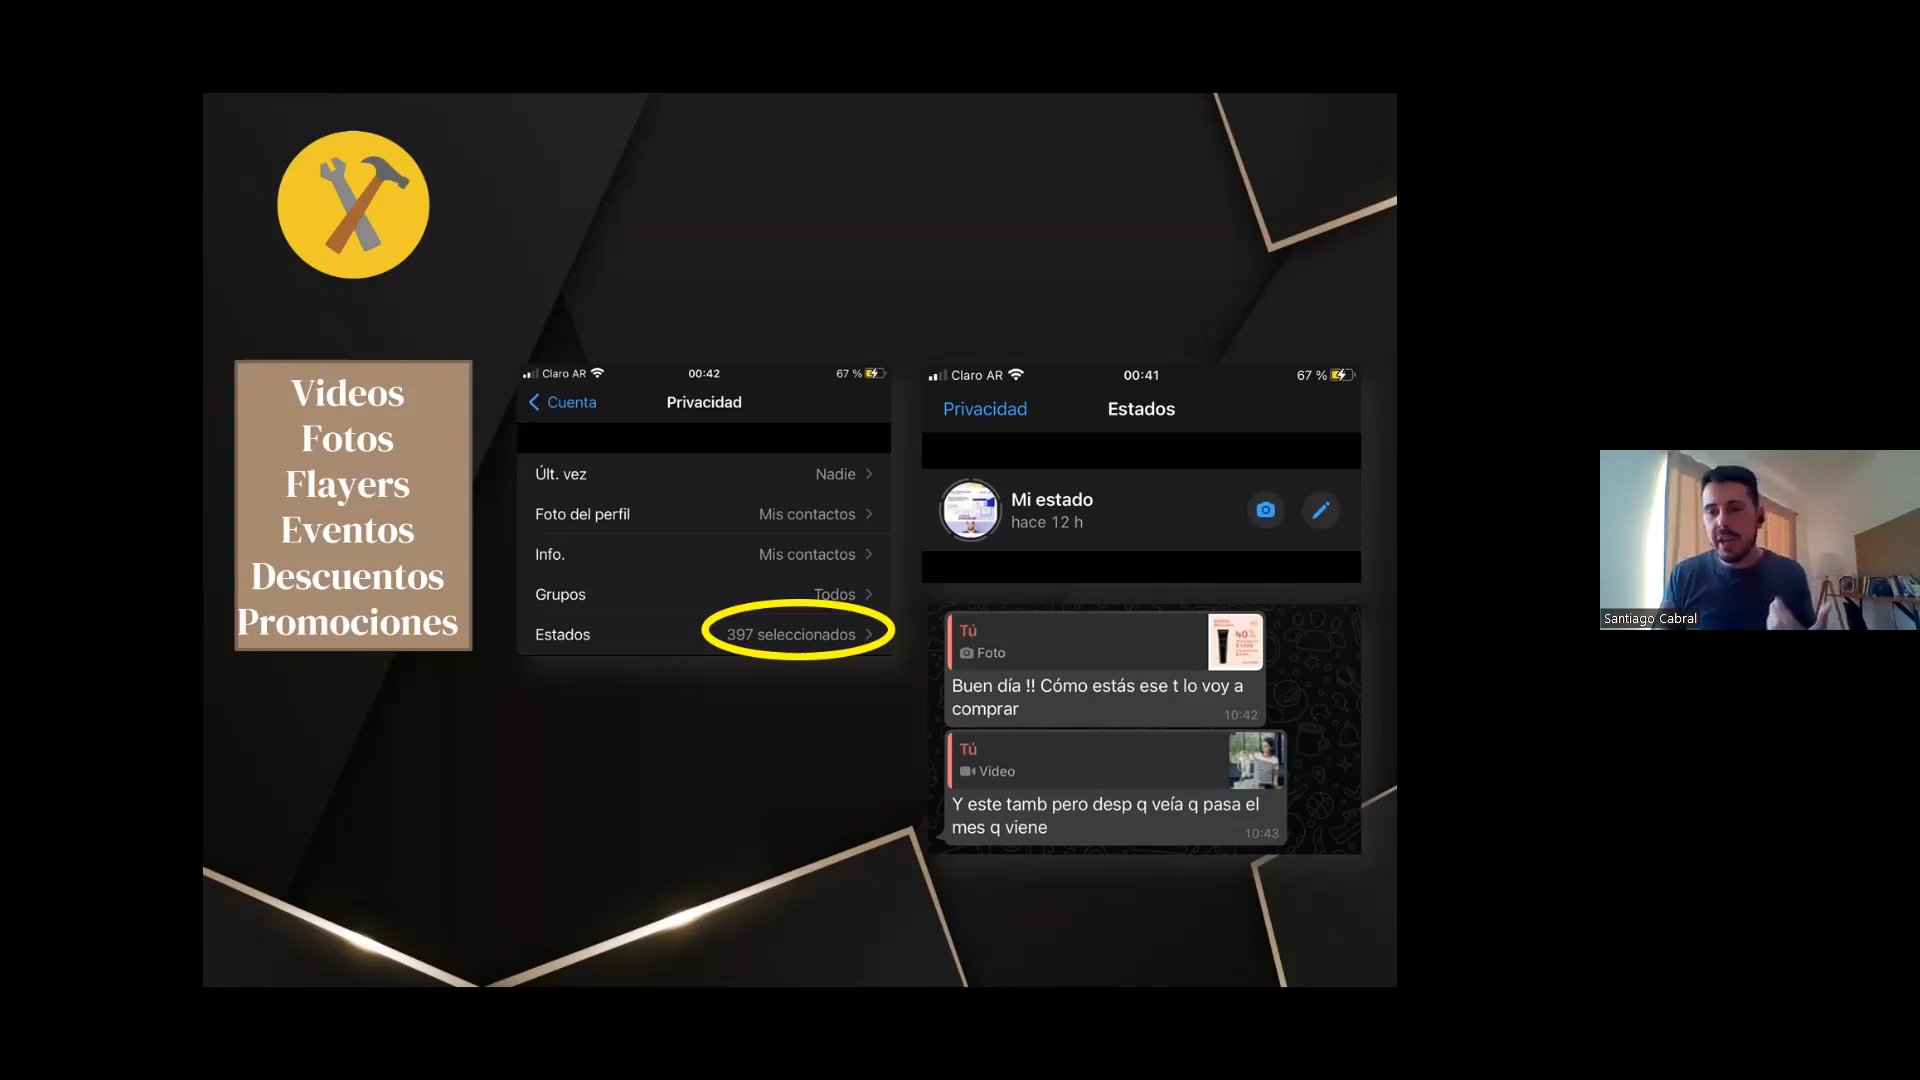 Videos
Fotos
Flayers
Eventos
Descuentos
Promociones
Claro AR
00:42
67 %
Cuenta
Privacidad
Últ. vez
Nadie
Foto del perfil
Mis contactos
Info.
Mis contactos
Grupos
Todos
Estados
397 seleccionados
Claro AR
00:41
67 %
Privacidad
Estados
Mi estado
hace 12 h
Tú
Foto
40%
Buen día !! Cómo estás ese t lo voy a
comprar
10:42
Tú
Video
Y este tamb pero desp q veía q pasa el
mes q viene
10:43
Santiago Cabral